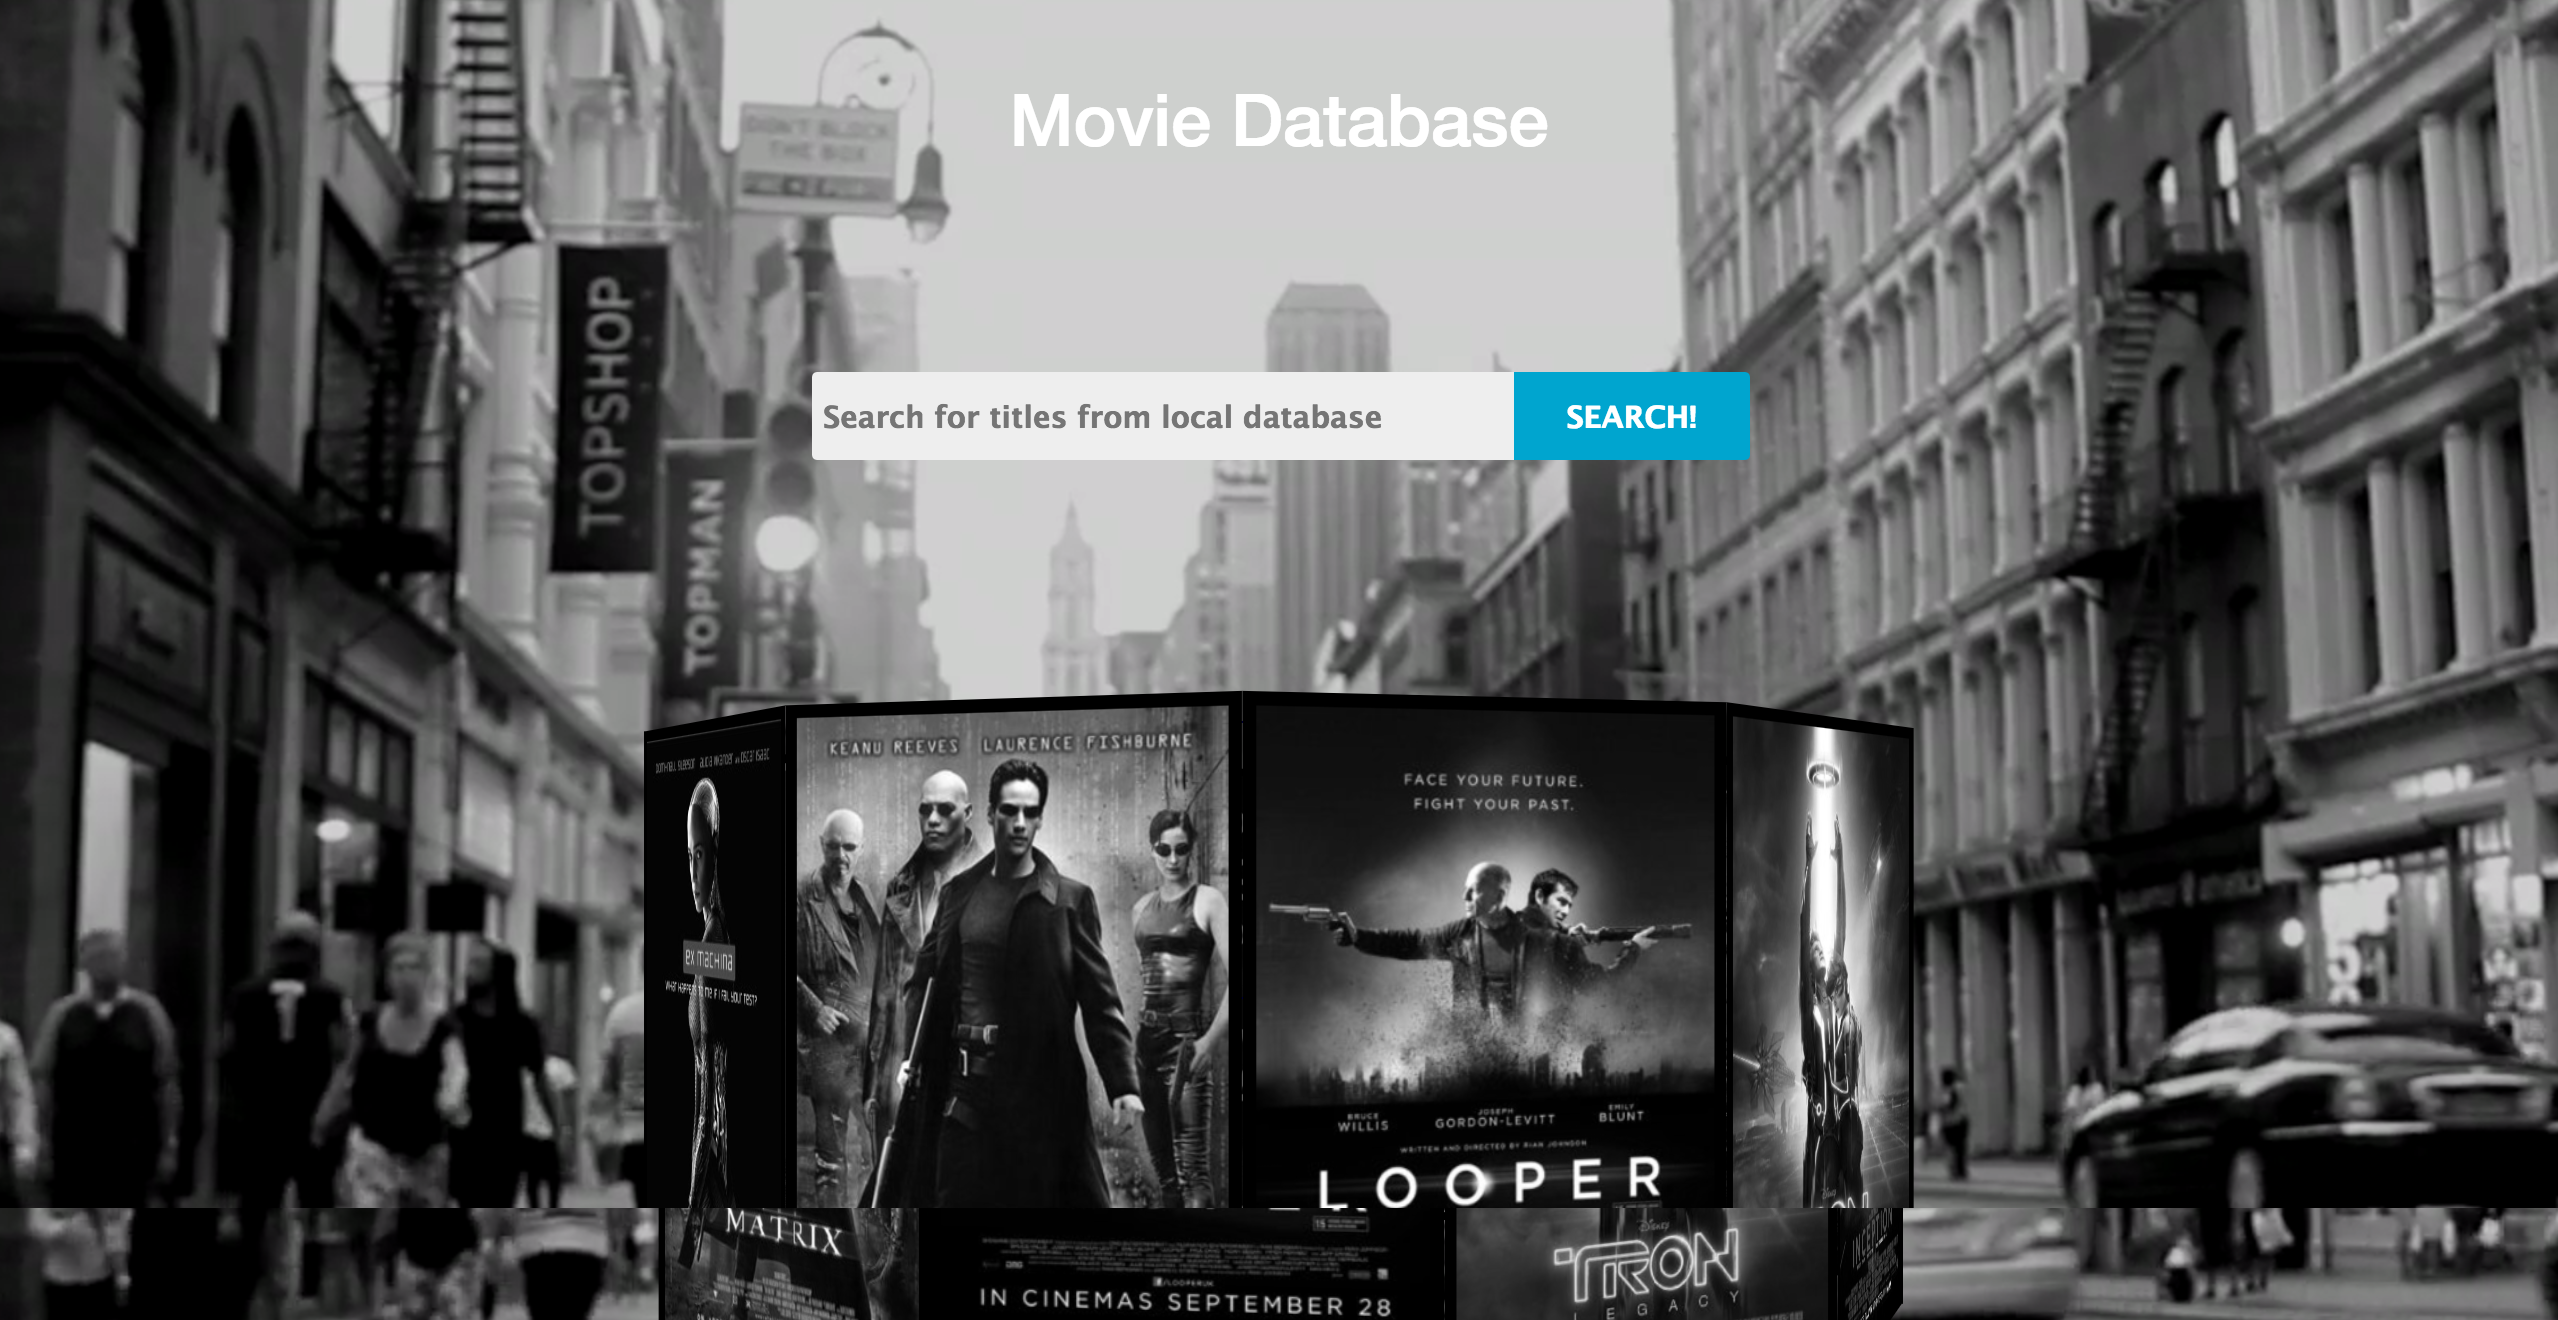 Movie Database
DON'T BLOCK
THE BOX
TOPSHOP
Search for titles from local database
SEARCH!
TOPMAN
DOMHNALL GLEESON ALICIA VIKANDER AND OSCAR ISAAC
KEANU REEVES LAURENCE FISHBURNE
FACE YOUR FUTURE.
FIGHT YOUR PAST.
ex machina
WHAT HAPPENS TO ME IF I FAIL YOUR TEST?
BRUCE WILLIS
JOSEPH GORDON-LEVITT
EMILY BLUNT
WRITTEN AND DIRECTED BY RIAN JOHNSON
LOOPER
MATRIX
15
/LOOPERUK
IN CINEMAS SEPTEMBER 28
DISNEY
TRON
LEGACY
INCEPTION